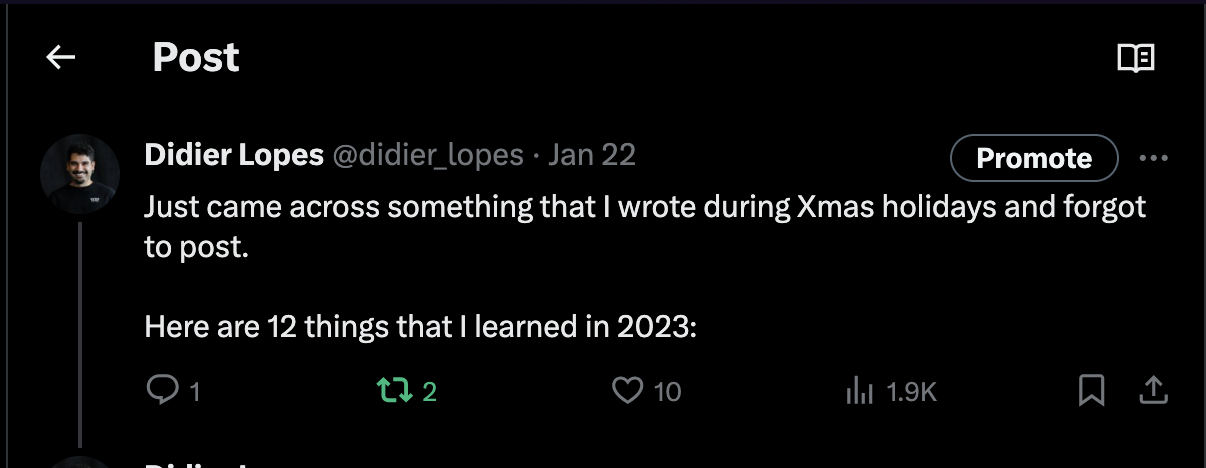 Post
Didier Lopes @didier_lopes · Jan 22
Promote
Just came across something that I wrote during Xmas holidays and forgot
to post.
Here are 12 things that I learned in 2023:
1 2 10 1.9K